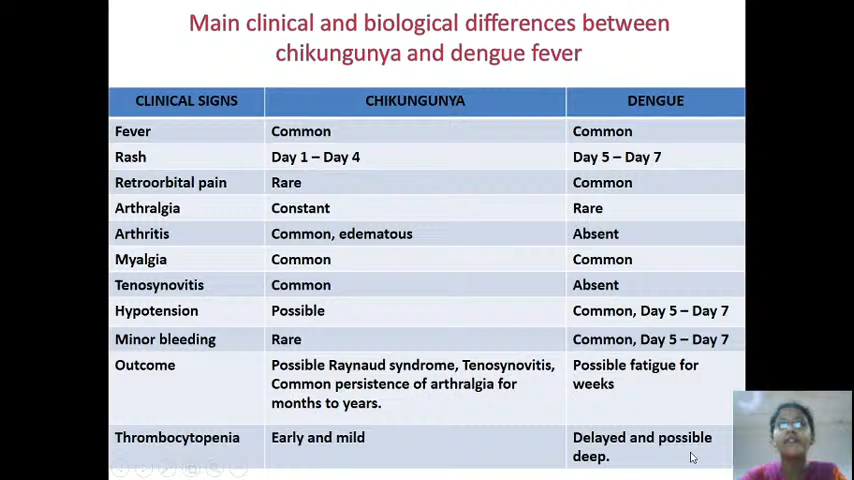 Main clinical and biological differences between
chikungunya and dengue fever
CLINICAL SIGNS CHIKUNGUNYA DENGUE
Fever Common Common
Rash Day 1 – Day 4 Day 5 – Day 7
Retroorbital pain Rare Common
Arthralgia Constant Rare
Arthritis Common, edematous Absent
Myalgia Common Common
Tenosynovitis Common Absent
Hypotension Possible Common, Day 5 – Day 7
Minor bleeding Rare Common, Day 5 – Day 7
Outcome Possible Raynaud syndrome, Tenosynovitis, Possible fatigue for
Common persistence of arthralgia for weeks
months to years.
Thrombocytopenia Early and mild Delayed and possible
deep.